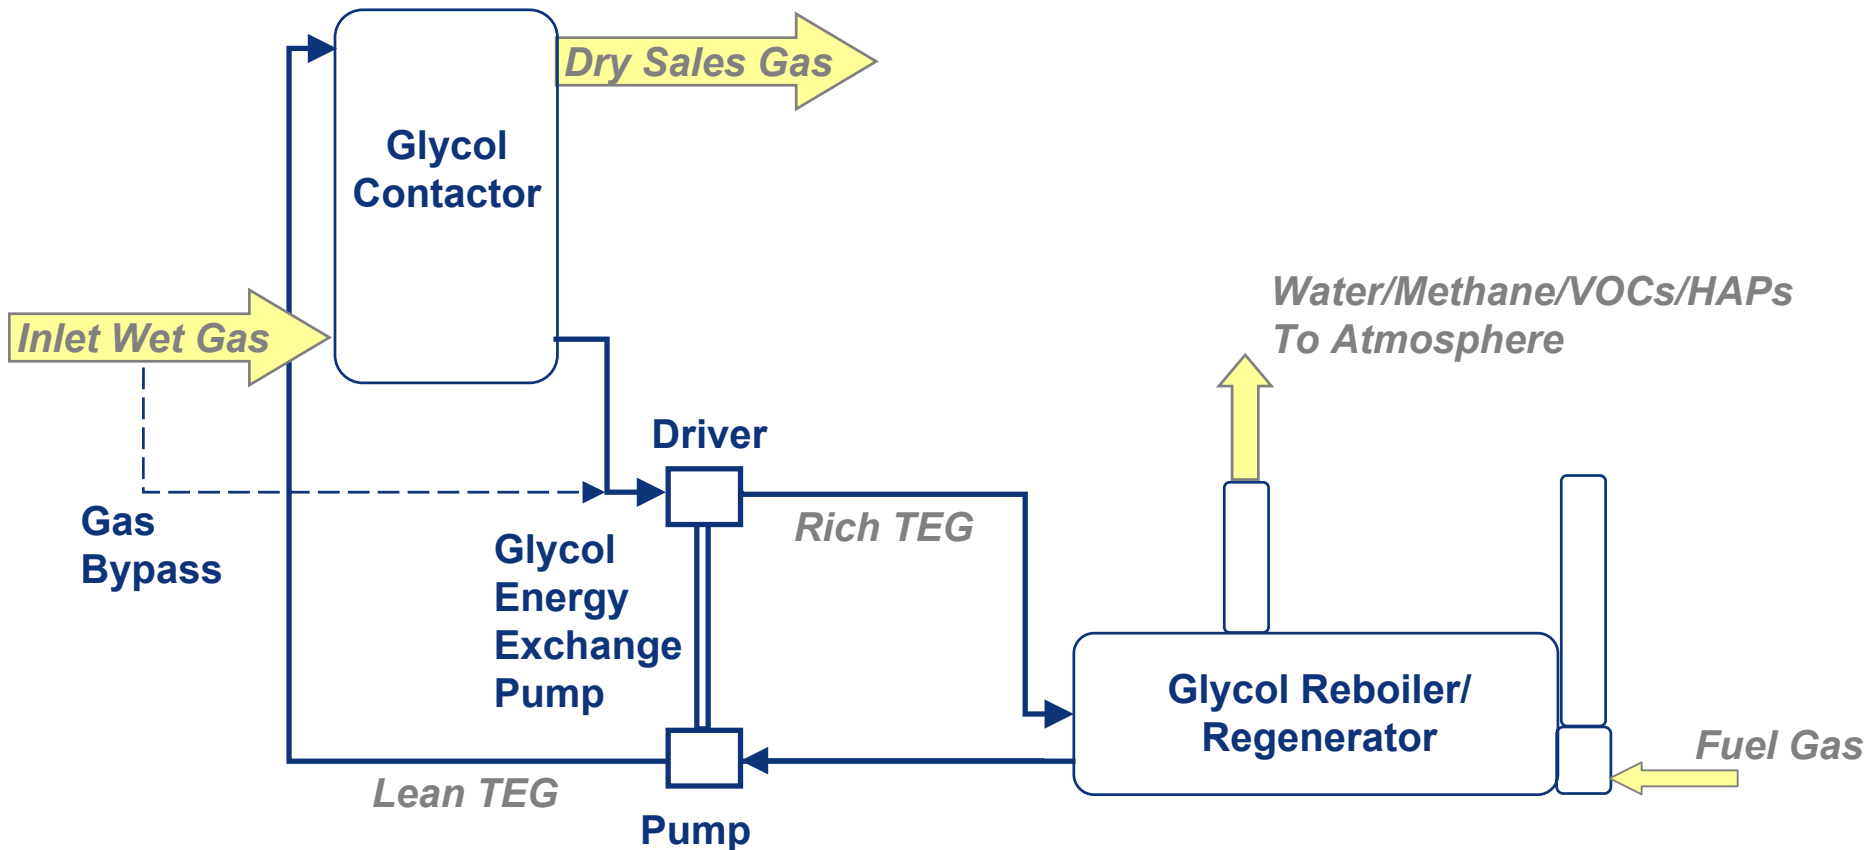 Dry Sales Gas
Glycol
Contactor
Inlet Wet Gas
Water/Methane/VOCs/HAPs
To Atmosphere
Driver
Gas
Bypass
Rich TEG
Glycol
Energy
Exchange
Pump
Glycol Reboiler/
Regenerator
Fuel Gas
Lean TEG
Pump